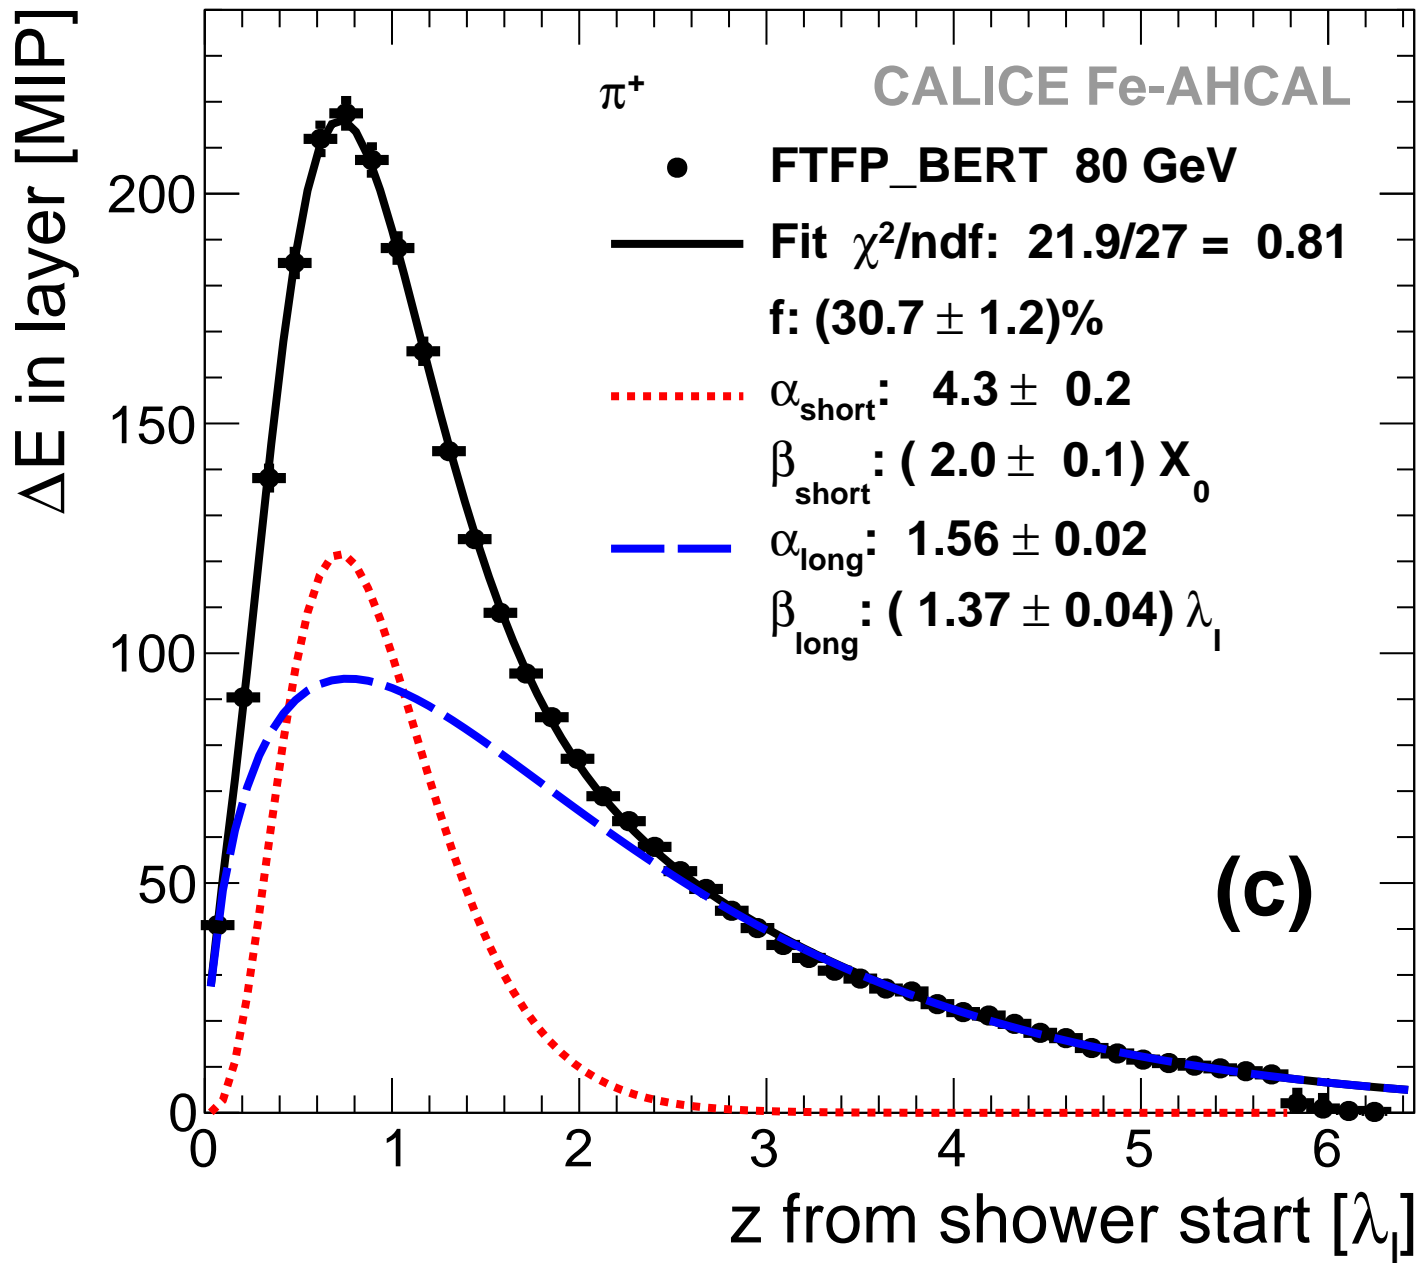 ΔE in layer [MIP]
π⁺ CALICE Fe-AHCAL
FTFP_BERT 80 GeV
Fit χ²/ndf: 21.9/27 = 0.81
f: (30.7 ± 1.2)%
α_short: 4.3 ± 0.2
β_short: ( 2.0 ± 0.1) X_0
α_long: 1.56 ± 0.02
β_long: ( 1.37 ± 0.04) λ_I
(c)
200
150
100
50
0
0 1 2 3 4 5 6
z from shower start [λ_I]